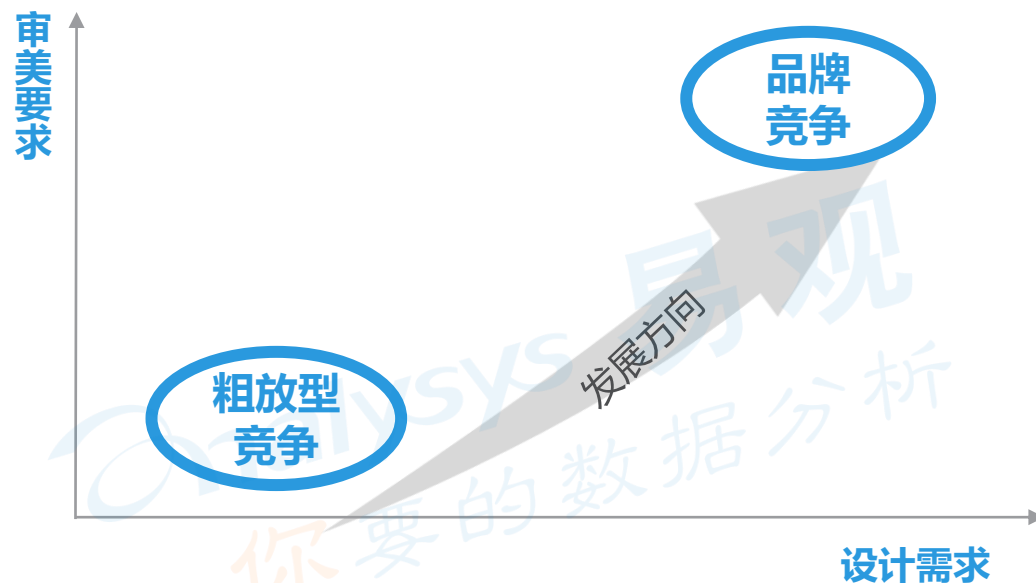 审美要求
品牌
竞争
发展方向
粗放型
竞争
设计需求
易观
analysys
你要的数据分析